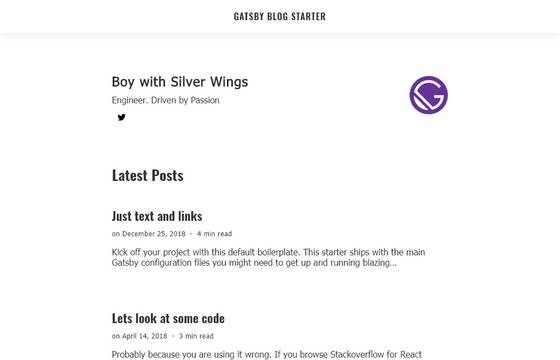 GATSBY BLOG STARTER
Boy with Silver Wings
Engineer. Driven by Passion
Latest Posts
Just text and links
on December 25, 2018 - 4 min read
Kick off your project with this default boilerplate. This starter ships with the main
Gatsby configuration files you might need to get up and running blazing...
Lets look at some code
on April 14, 2018 - 3 min read
Probably because you are using it wrong. If you browse Stackoverflow for React